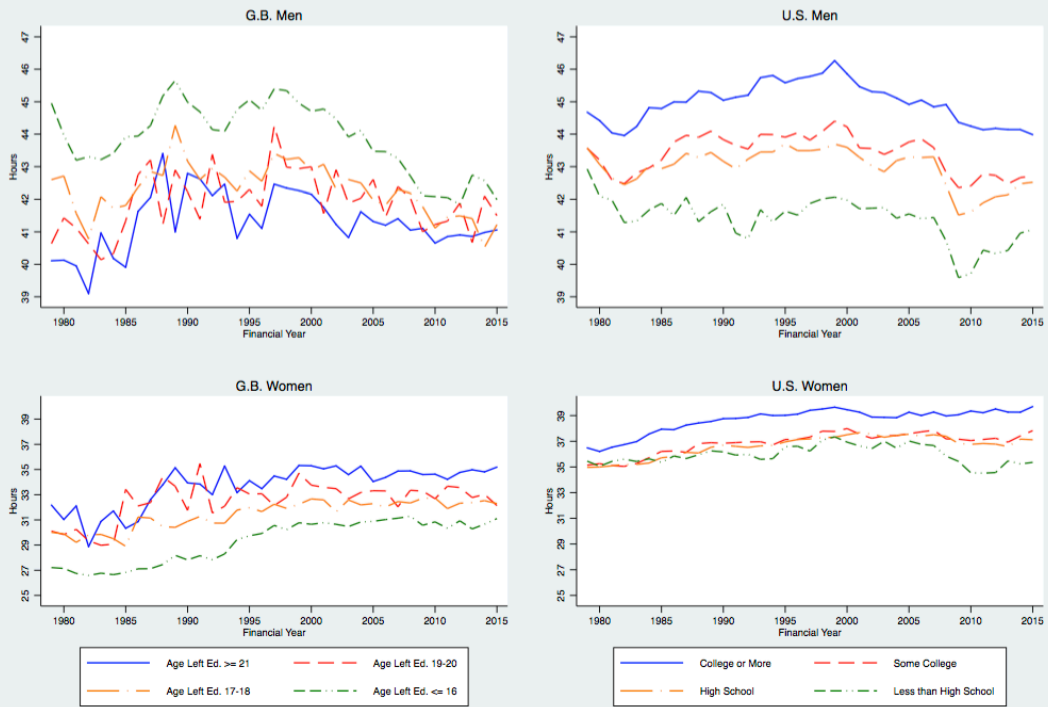 G.B. Men
47
46
45
44
43
42
41
40
39
Hours
1980 1985 1990 1995 2000 2005 2010 2015
Financial Year
U.S. Men
47
46
45
44
43
42
41
40
39
Hours
1980 1985 1990 1995 2000 2005 2010 2015
Financial Year
G.B. Women
39
37
35
33
31
29
27
25
Hours
1980 1985 1990 1995 2000 2005 2010 2015
Financial Year
U.S. Women
39
37
35
33
31
29
27
25
Hours
1980 1985 1990 1995 2000 2005 2010 2015
Financial Year
Age Left Ed. >= 21 Age Left Ed. 19-20
Age Left Ed. 17-18 Age Left Ed. <= 16
College or More Some College
High School Less than High School